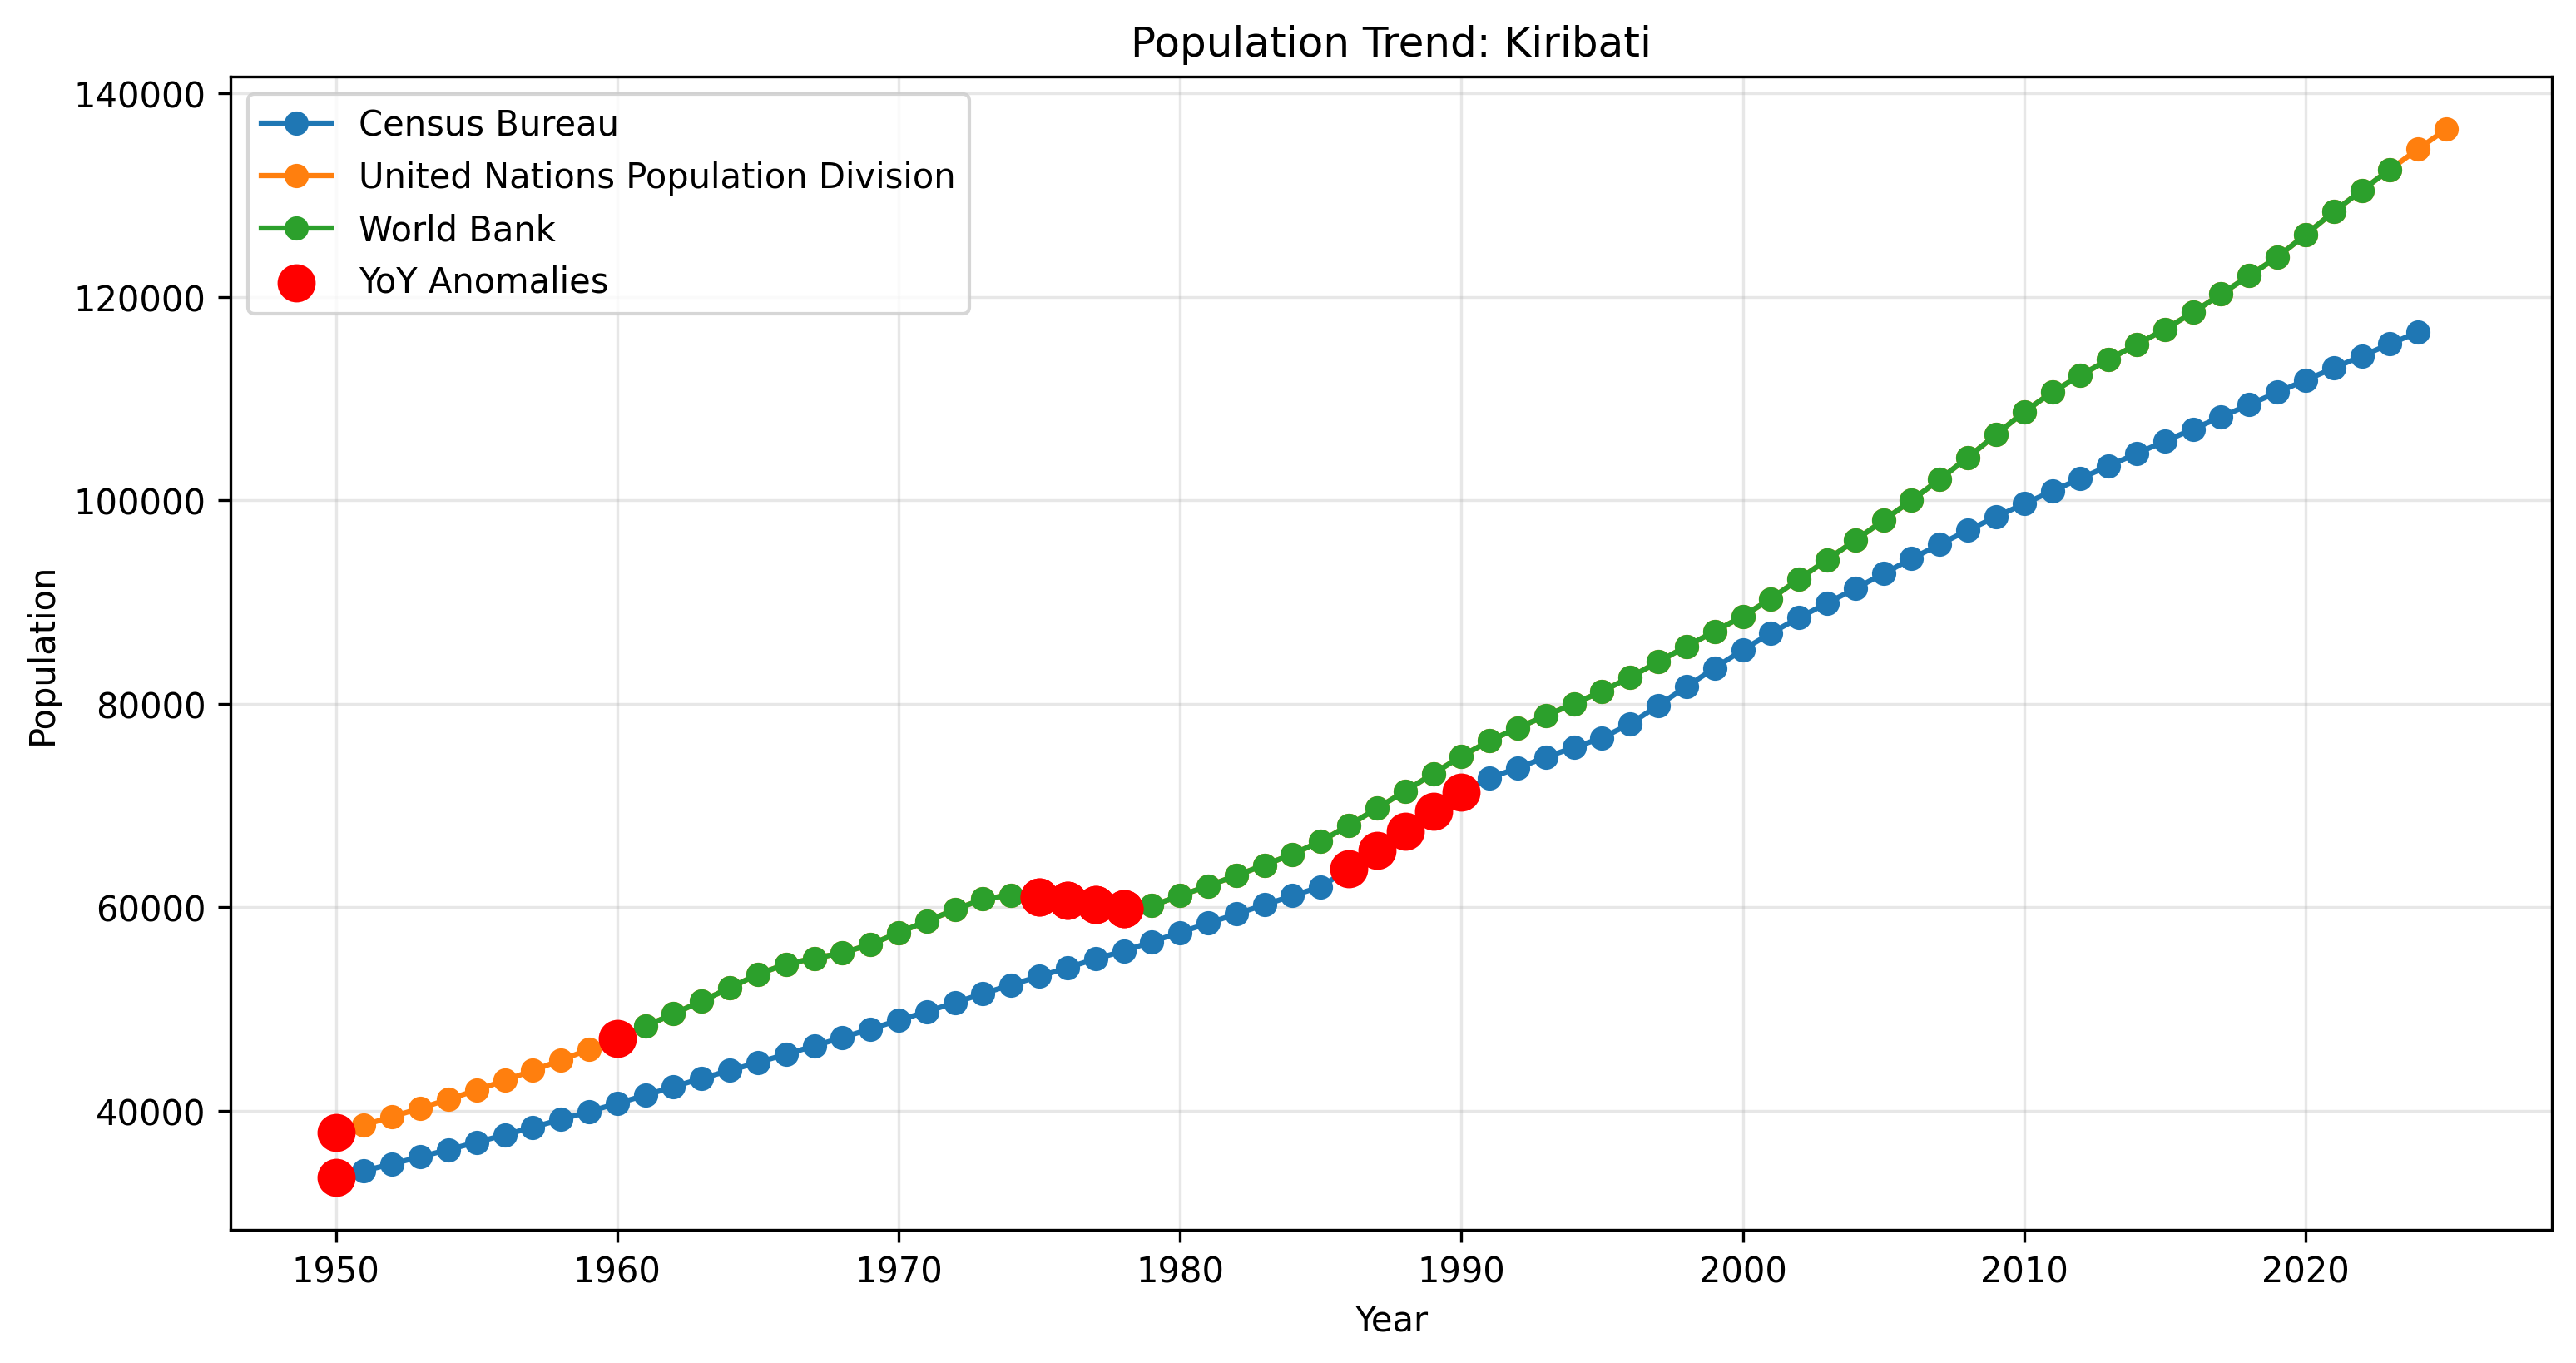 Population Trend: Kiribati
140000
120000
100000
80000
60000
40000
Population
Census Bureau
United Nations Population Division
World Bank
YoY Anomalies
1950 1960 1970 1980 1990 2000 2010 2020
Year